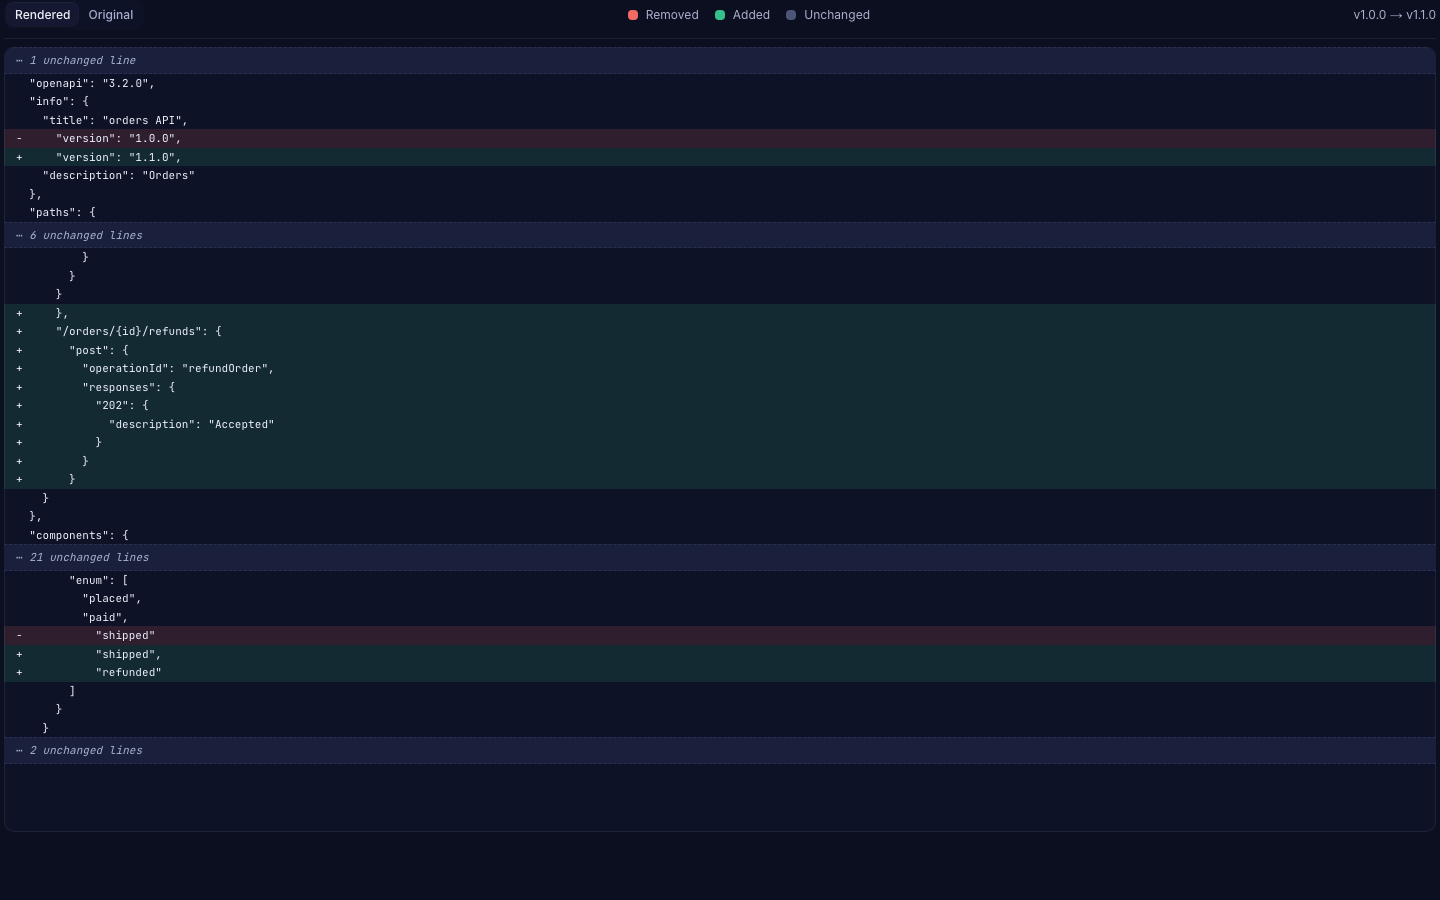 Rendered Original Removed Added Unchanged v1.0.0 → v1.1.0
⋯ 1 unchanged line
  "openapi": "3.2.0",
  "info": {
    "title": "orders API",
-     "version": "1.0.0",
+     "version": "1.1.0",
    "description": "Orders"
  },
  "paths": {
⋯ 6 unchanged lines
          }
        }
      }
+     },
+     "/orders/{id}/refunds": {
+       "post": {
+         "operationId": "refundOrder",
+         "responses": {
+           "202": {
+             "description": "Accepted"
+           }
+         }
+       }
    }
  },
  "components": {
⋯ 21 unchanged lines
        "enum": [
          "placed",
          "paid",
-           "shipped"
+           "shipped",
+           "refunded"
        ]
      }
    }
⋯ 2 unchanged lines